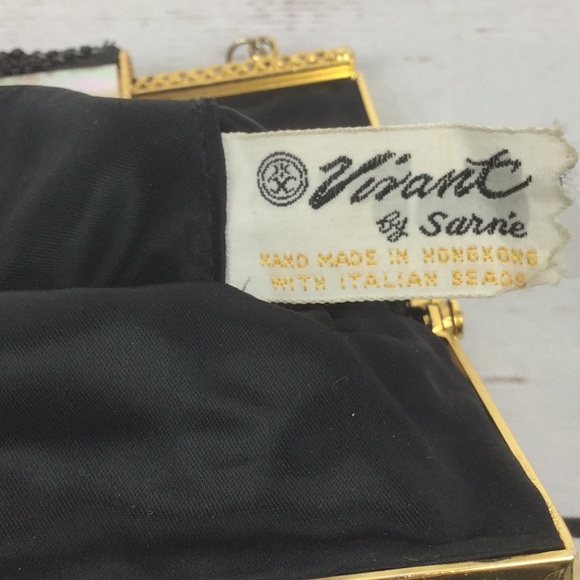 Vivant
by Sarne
HAND MADE IN HONGKONG
WITH ITALIAN BEADS